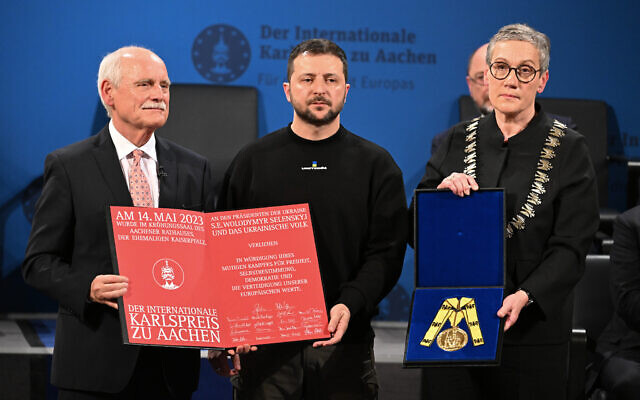 Der Internationale
Karlspreis zu Aachen
AM 14. MAI 2023
WURDE IM KRÖNUNGSSAAL DES
AACHENER RATHAUSES,
DER EHEMALIGEN KAISERPFALZ,
DER INTERNATIONALE
KARLSPREIS
ZU AACHEN
AN DEN PRÄSIDENTEN DER UKRAINE
S.E. WOLODYMYR SELENSKYJ
UND DAS UKRAINISCHE VOLK
VERLIEHEN
IN WÜRDIGUNG IHRES
MUTIGEN KAMPFES FÜR FREIHEIT,
SELBSTBESTIMMUNG,
DEMOKRATIE UND
DIE VERTEIDIGUNG UNSERER
EUROPÄISCHEN WERTE.